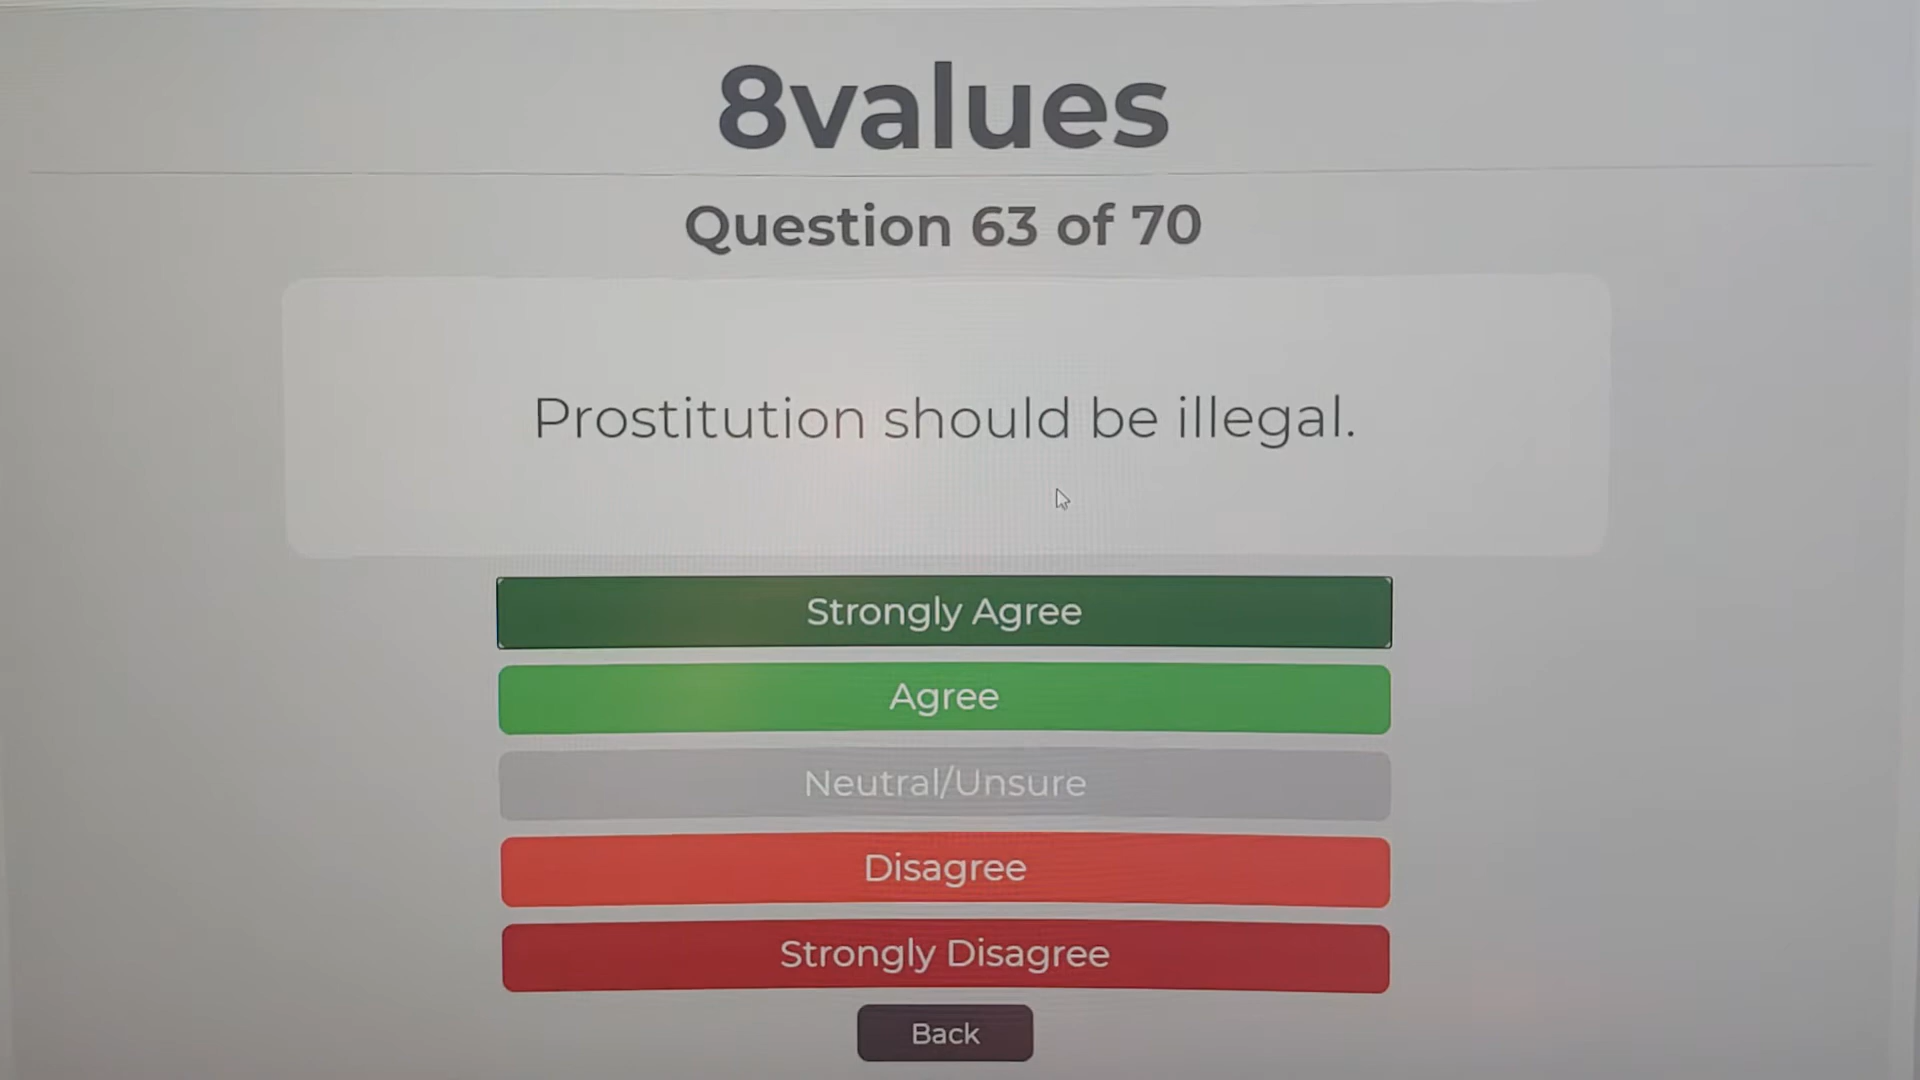 8values
Question 63 of 70
Prostitution should be illegal.
Strongly Agree
Agree
Neutral/Unsure
Disagree
Strongly Disagree
Back